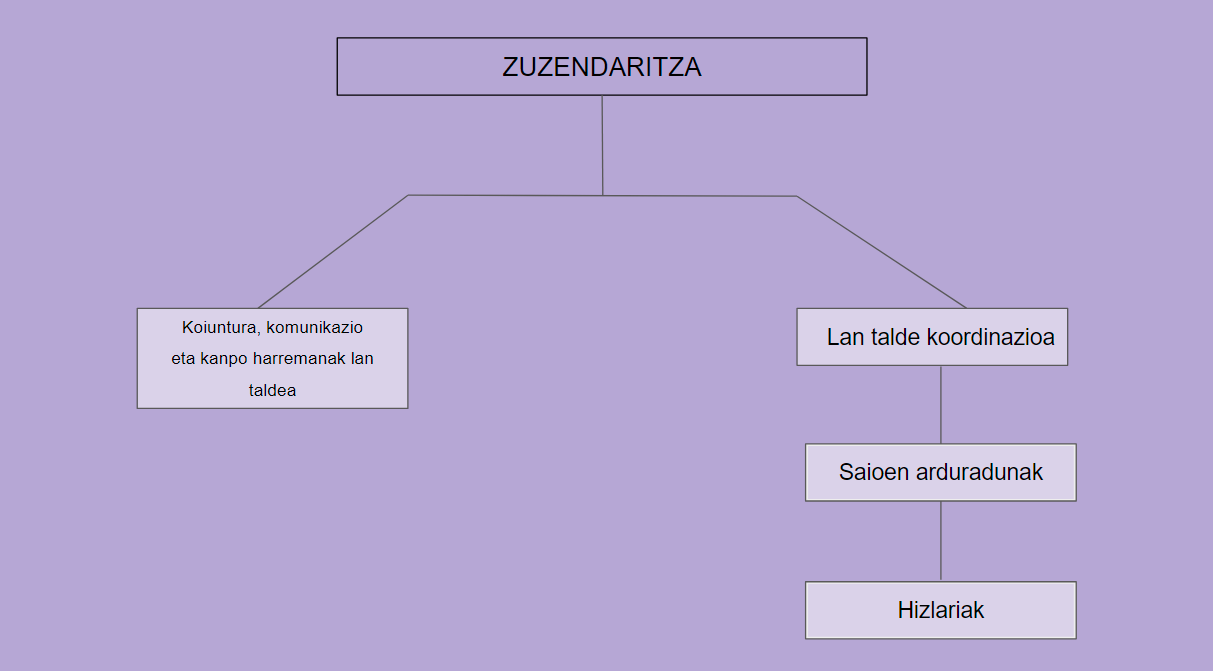 ZUZENDARITZA
Koiuntura, komunikazio
eta kanpo harremanak lan
taldea
Lan talde koordinazioa
Saioen arduradunak
Hizlariak